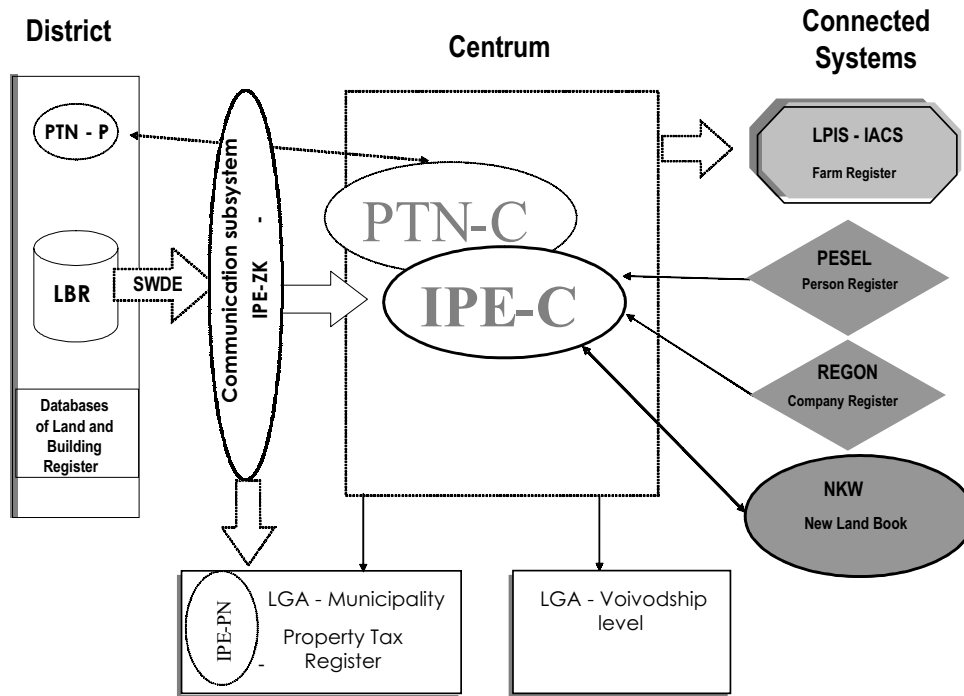 District
Centrum
Connected
Systems
PTN - P
LBR
SWDE
Databases
of Land and
Building
Register
Communication subsystem
IPE-ZK -
PTN-C
IPE-C
LPIS - IACS
Farm Register
PESEL
Person Register
REGON
Company Register
NKW
New Land Book
IPE-PN
LGA - Municipality
- Property Tax
Register
LGA - Voivodship
level